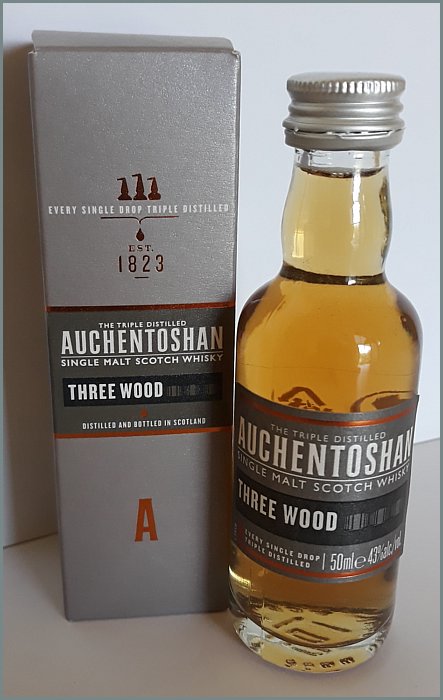 EVERY SINGLE DROP TRIPLE DISTILLED
EST.
1823
THE TRIPLE DISTILLED
AUCHENTOSHAN
SINGLE MALT SCOTCH WHISKY
THREE WOOD
DISTILLED AND BOTTLED IN SCOTLAND
A
THE TRIPLE DISTILLED
AUCHENTOSHAN
SINGLE MALT SCOTCH WHISKY
THREE WOOD
EVERY SINGLE DROP
TRIPLE DISTILLED
50ml e 43%alc/vol